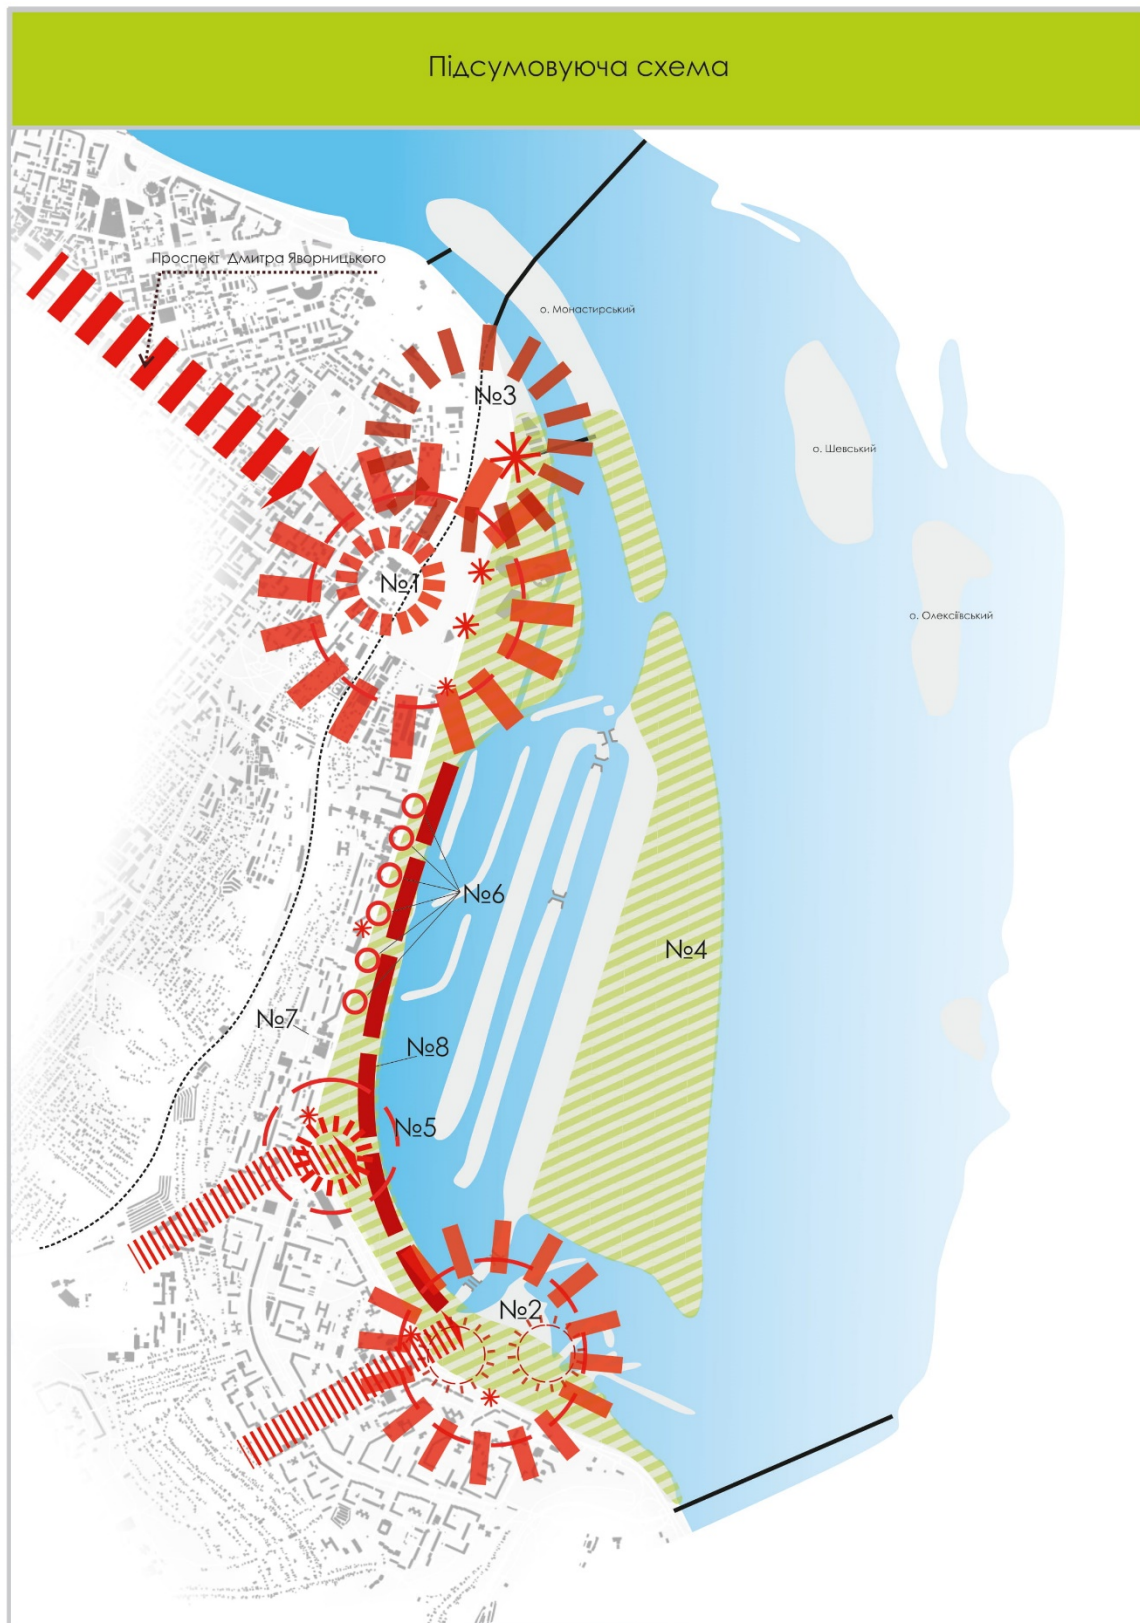 Підсумовуюча схема
Проспект Дмитра Яворницького
о. Монастирський
№3
о. Шевський
№1
о. Олексіївський
№6
№4
№7
№8
№5
№2